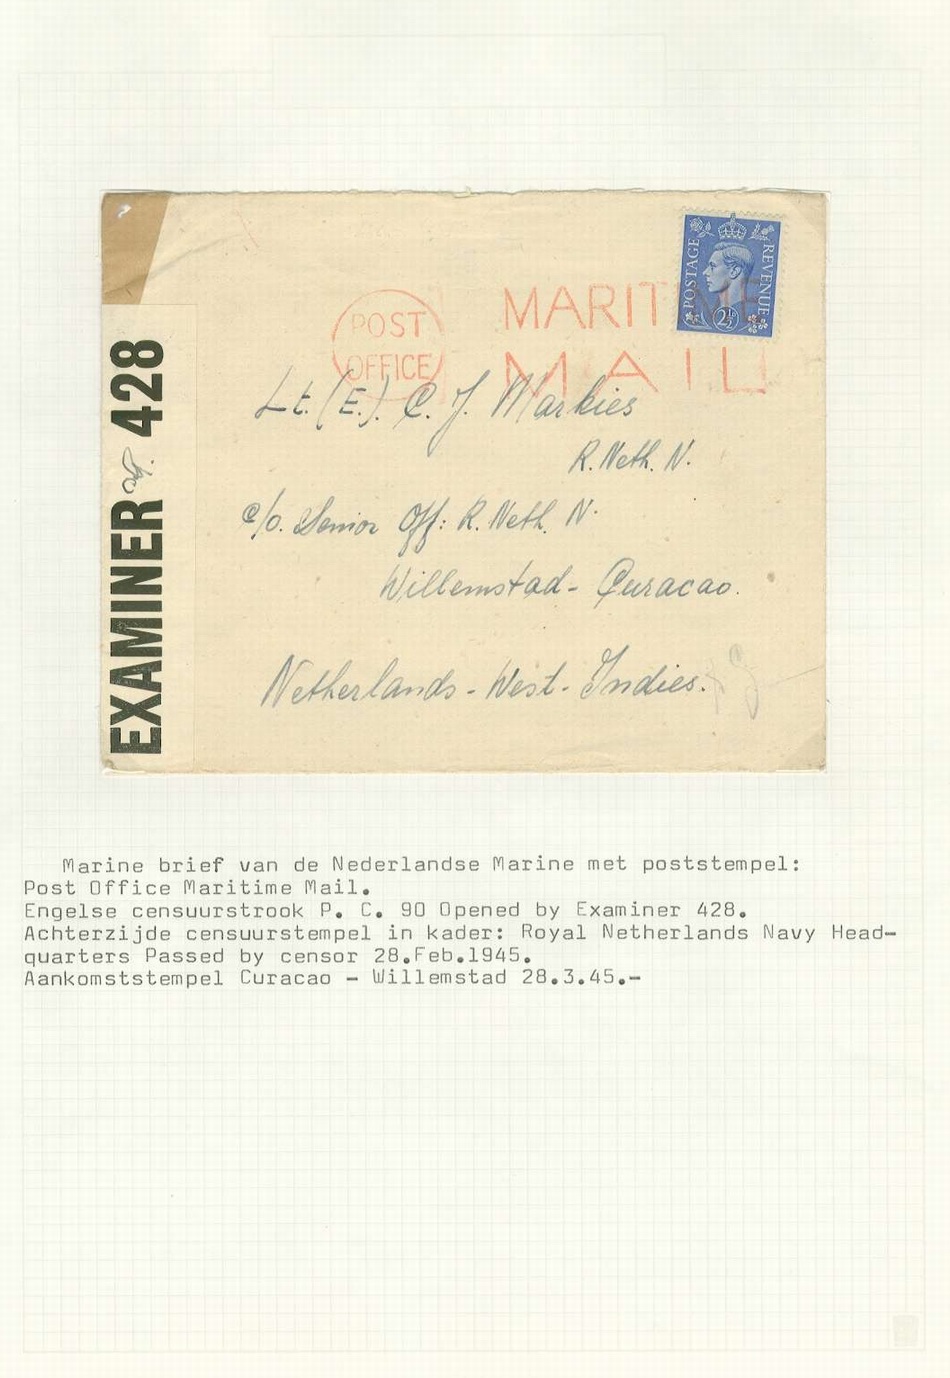 POSTAGE REVENUE
2½
POST
OFFICE
MARITIME
MAIL
EXAMINER 428
Lt. (E.). C. J. Markies
R. Neth. N.
c/o. Senior Off: R. Neth. N.
Willemstad - Curacao.
Netherlands - West - Indies.
Marine brief van de Nederlandse Marine met poststempel:
Post Office Maritime Mail.
Engelse censuurstrook P. C. 90 Opened by Examiner 428.
Achterzijde censuurstempel in kader: Royal Netherlands Navy Head-
quarters Passed by censor 28.Feb.1945.
Aankomststempel Curacao - Willemstad 28.3.45.-